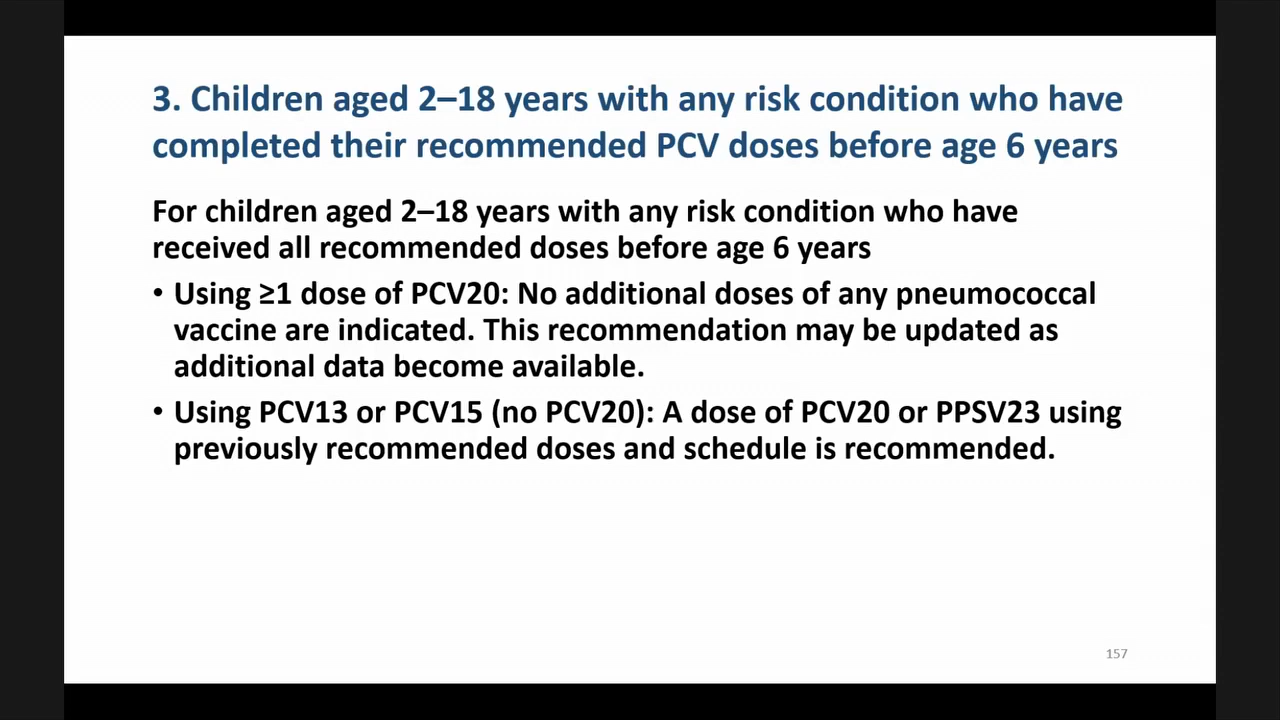 3. Children aged 2–18 years with any risk condition who have
completed their recommended PCV doses before age 6 years
For children aged 2–18 years with any risk condition who have
received all recommended doses before age 6 years
• Using ≥1 dose of PCV20: No additional doses of any pneumococcal
vaccine are indicated. This recommendation may be updated as
additional data become available.
• Using PCV13 or PCV15 (no PCV20): A dose of PCV20 or PPSV23 using
previously recommended doses and schedule is recommended.
157